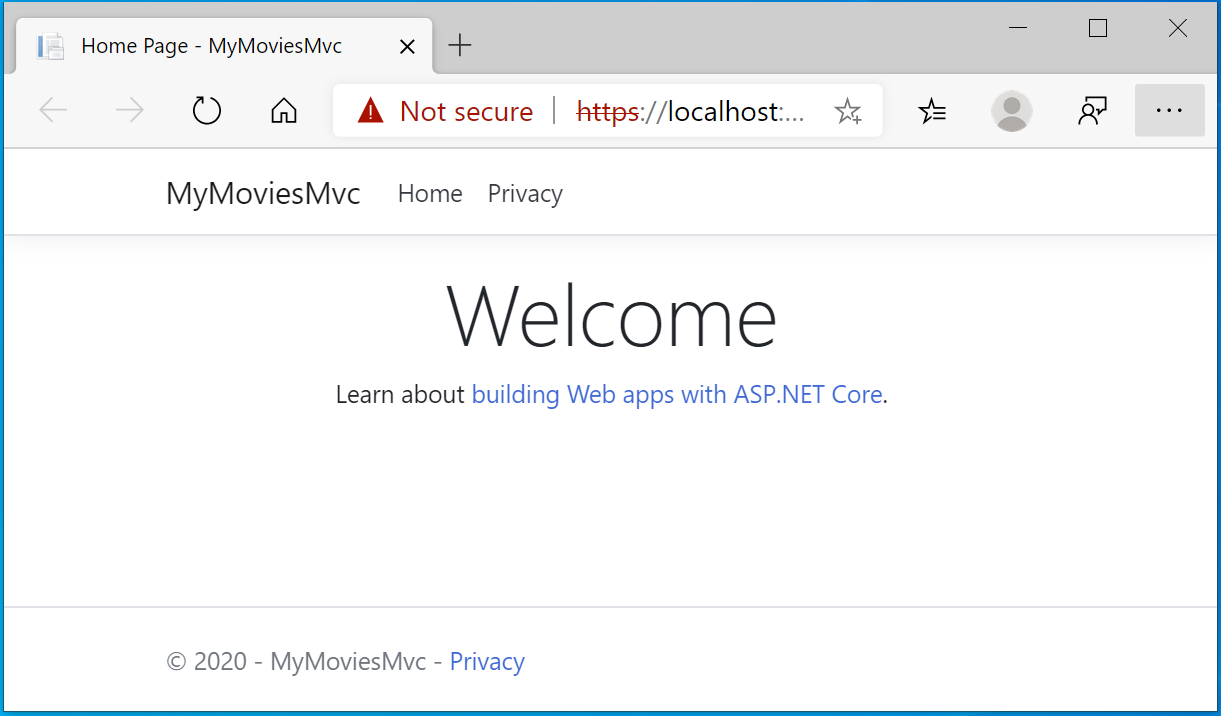 Home Page - MyMoviesMvc
Not secure | https://localhost:...
MyMoviesMvc Home Privacy
Welcome
Learn about building Web apps with ASP.NET Core.
© 2020 - MyMoviesMvc - Privacy